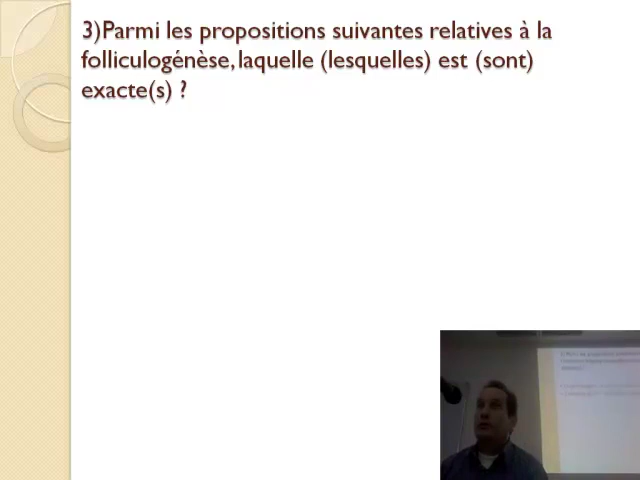 3)Parmi les propositions suivantes relatives à la
folliculogénèse, laquelle (lesquelles) est (sont)
exacte(s) ?